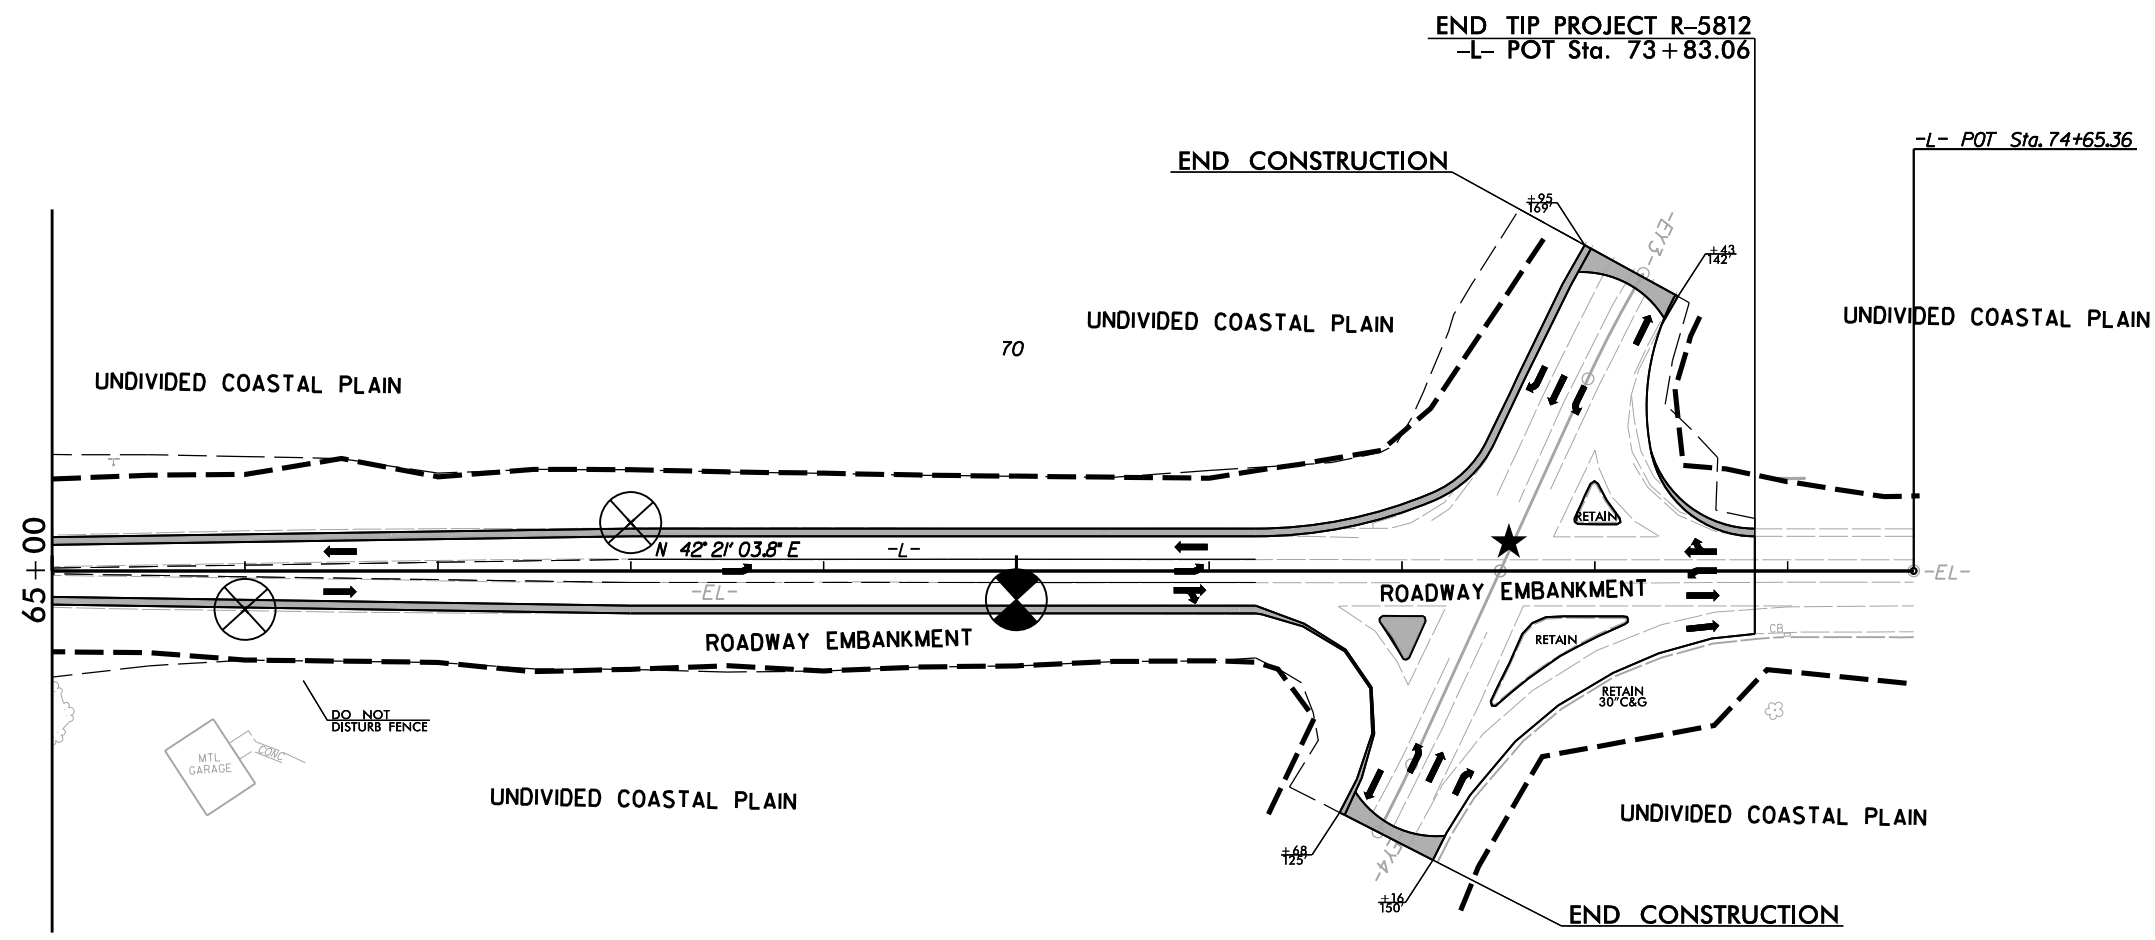 END TIP PROJECT R–5812
–L– POT Sta. 73+83.06
-L- POT Sta. 74+65.36
END CONSTRUCTION
+95
169'
-EY3-
+43
142'
UNDIVIDED COASTAL PLAIN
UNDIVIDED COASTAL PLAIN
70
UNDIVIDED COASTAL PLAIN
65+00
N 42° 21' 03.8" E
-L-
RETAIN
-EL-
-EL-
ROADWAY EMBANKMENT
ROADWAY EMBANKMENT
RETAIN
CB
RETAIN
30"C&G
DO NOT
DISTURB FENCE
MTL
GARAGE
CONC
UNDIVIDED COASTAL PLAIN
UNDIVIDED COASTAL PLAIN
+68
125'
-EY4-
+16
150'
END CONSTRUCTION